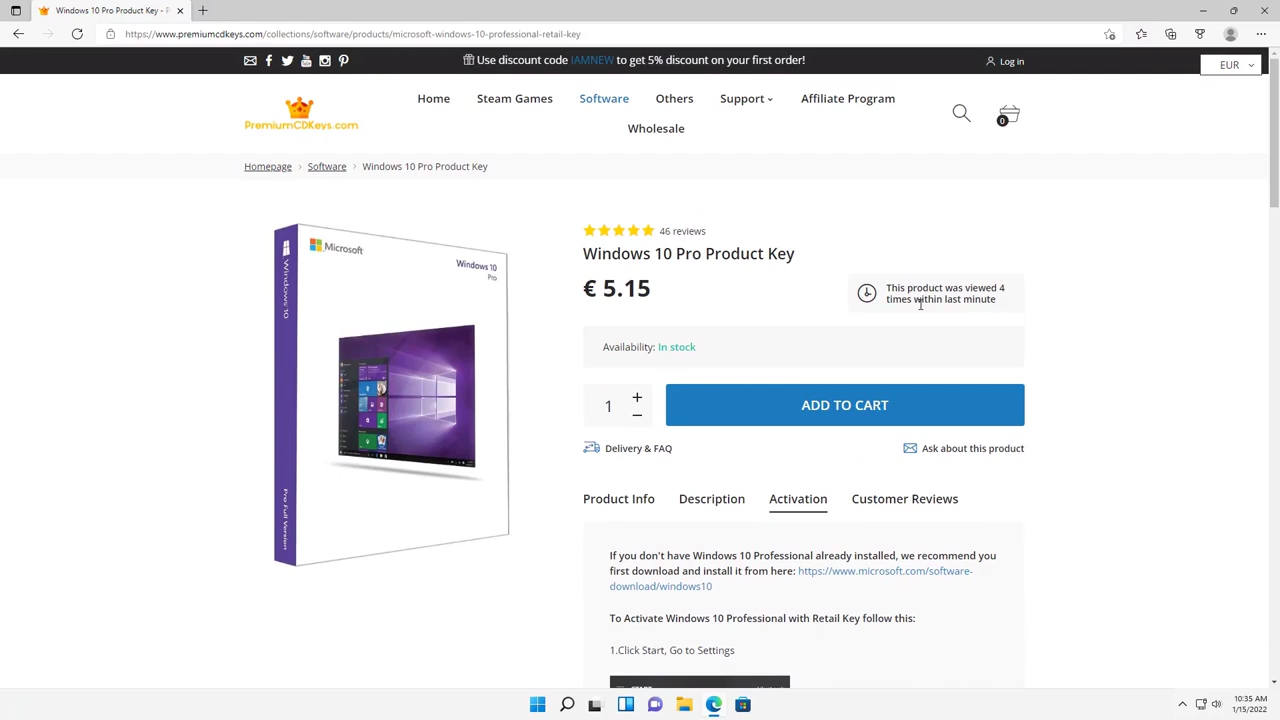 Windows 10 Pro Product Key - P
https://www.premiumcdkeys.com/collections/software/products/microsoft-windows-10-professional-retail-key
Use discount code IAMNEW to get 5% discount on your first order!
Log in
EUR
Home
Steam Games
Software
Others
Support
Affiliate Program
Wholesale
PremiumCDKeys.com
0
Homepage > Software > Windows 10 Pro Product Key
Microsoft
Windows 10
Pro
Windows 10
Pro Full Version
46 reviews
Windows 10 Pro Product Key
€ 5.15
This product was viewed 4
times within last minute
Availability: In stock
1
+
−
ADD TO CART
Delivery & FAQ
Ask about this product
Product Info
Description
Activation
Customer Reviews
If you don't have Windows 10 Professional already installed, we recommend you
first download and install it from here: https://www.microsoft.com/software-
download/windows10
To Activate Windows 10 Professional with Retail Key follow this:
1.Click Start, Go to Settings
10:35 AM
1/15/2022